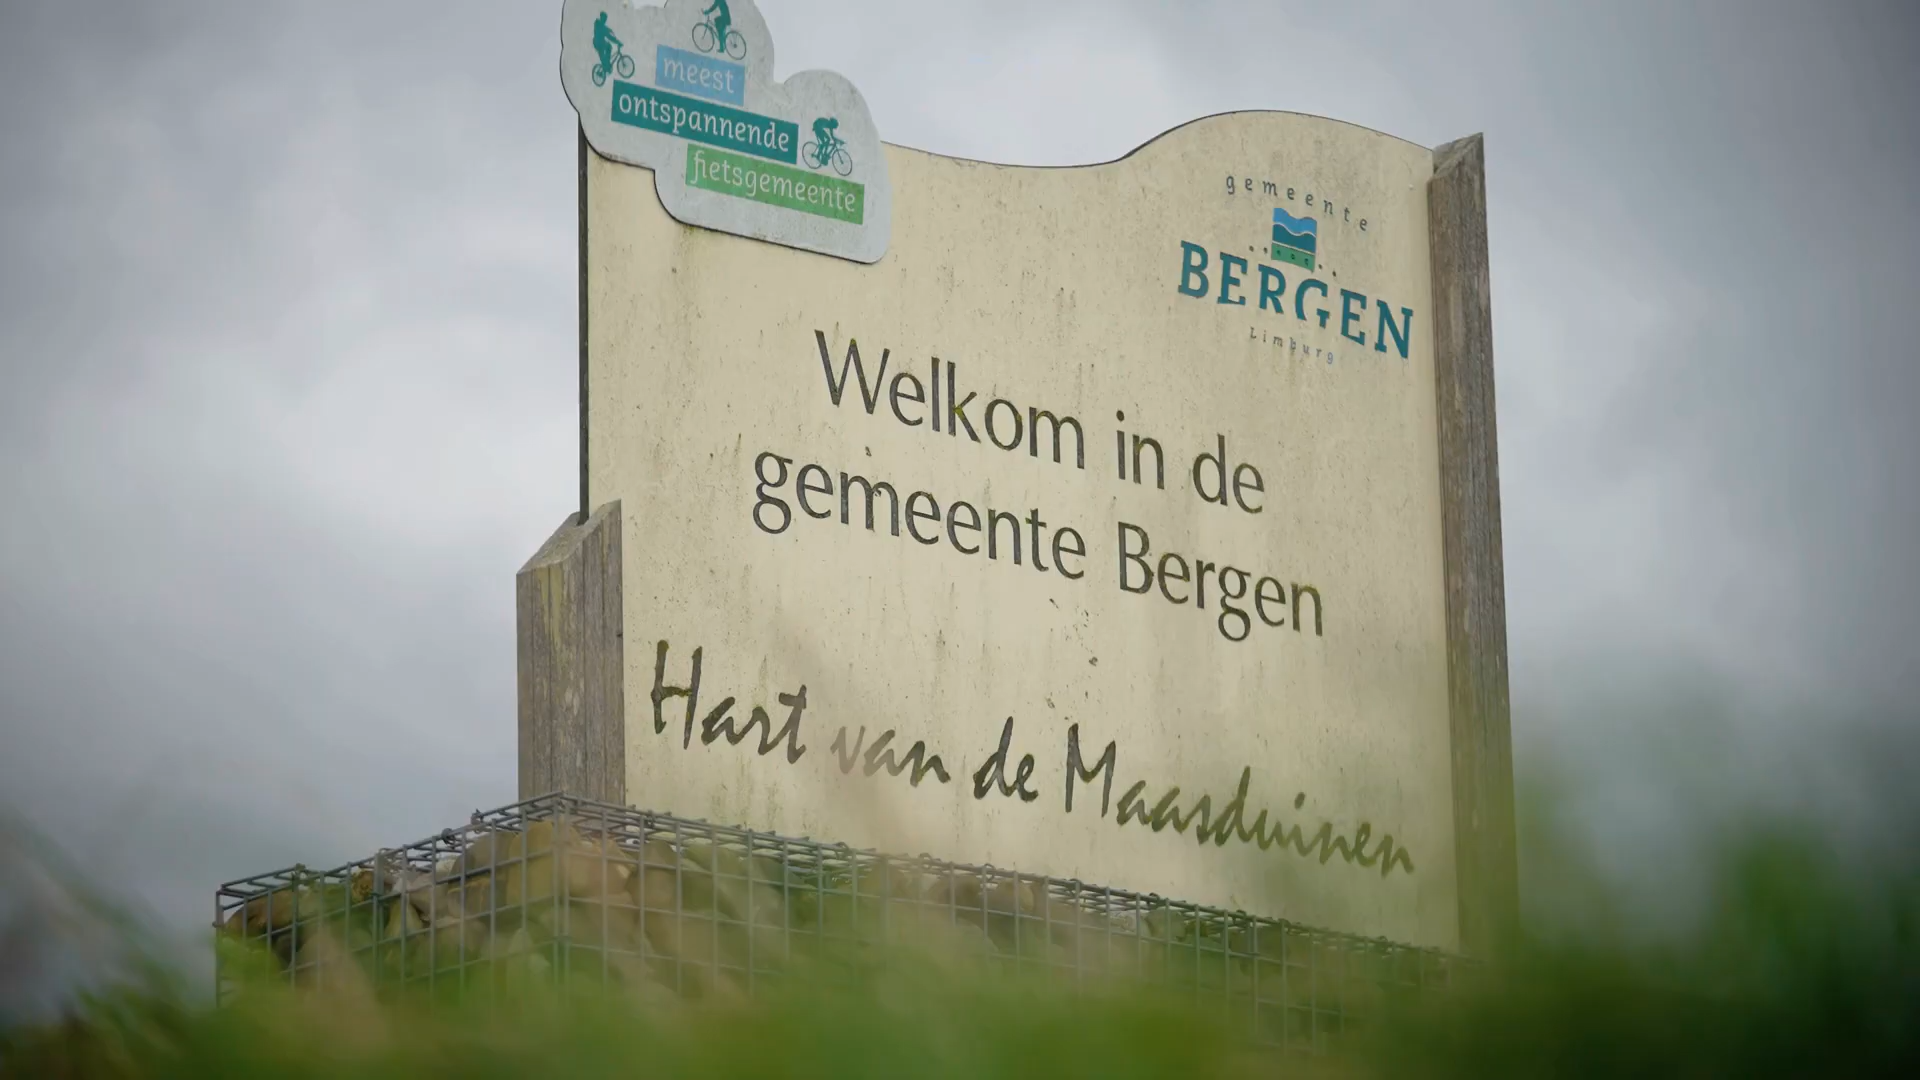 meest
ontspannende
fietsgemeente
gemeente
BERGEN
Limburg
Welkom in de
gemeente Bergen
Hart van de Maasduinen